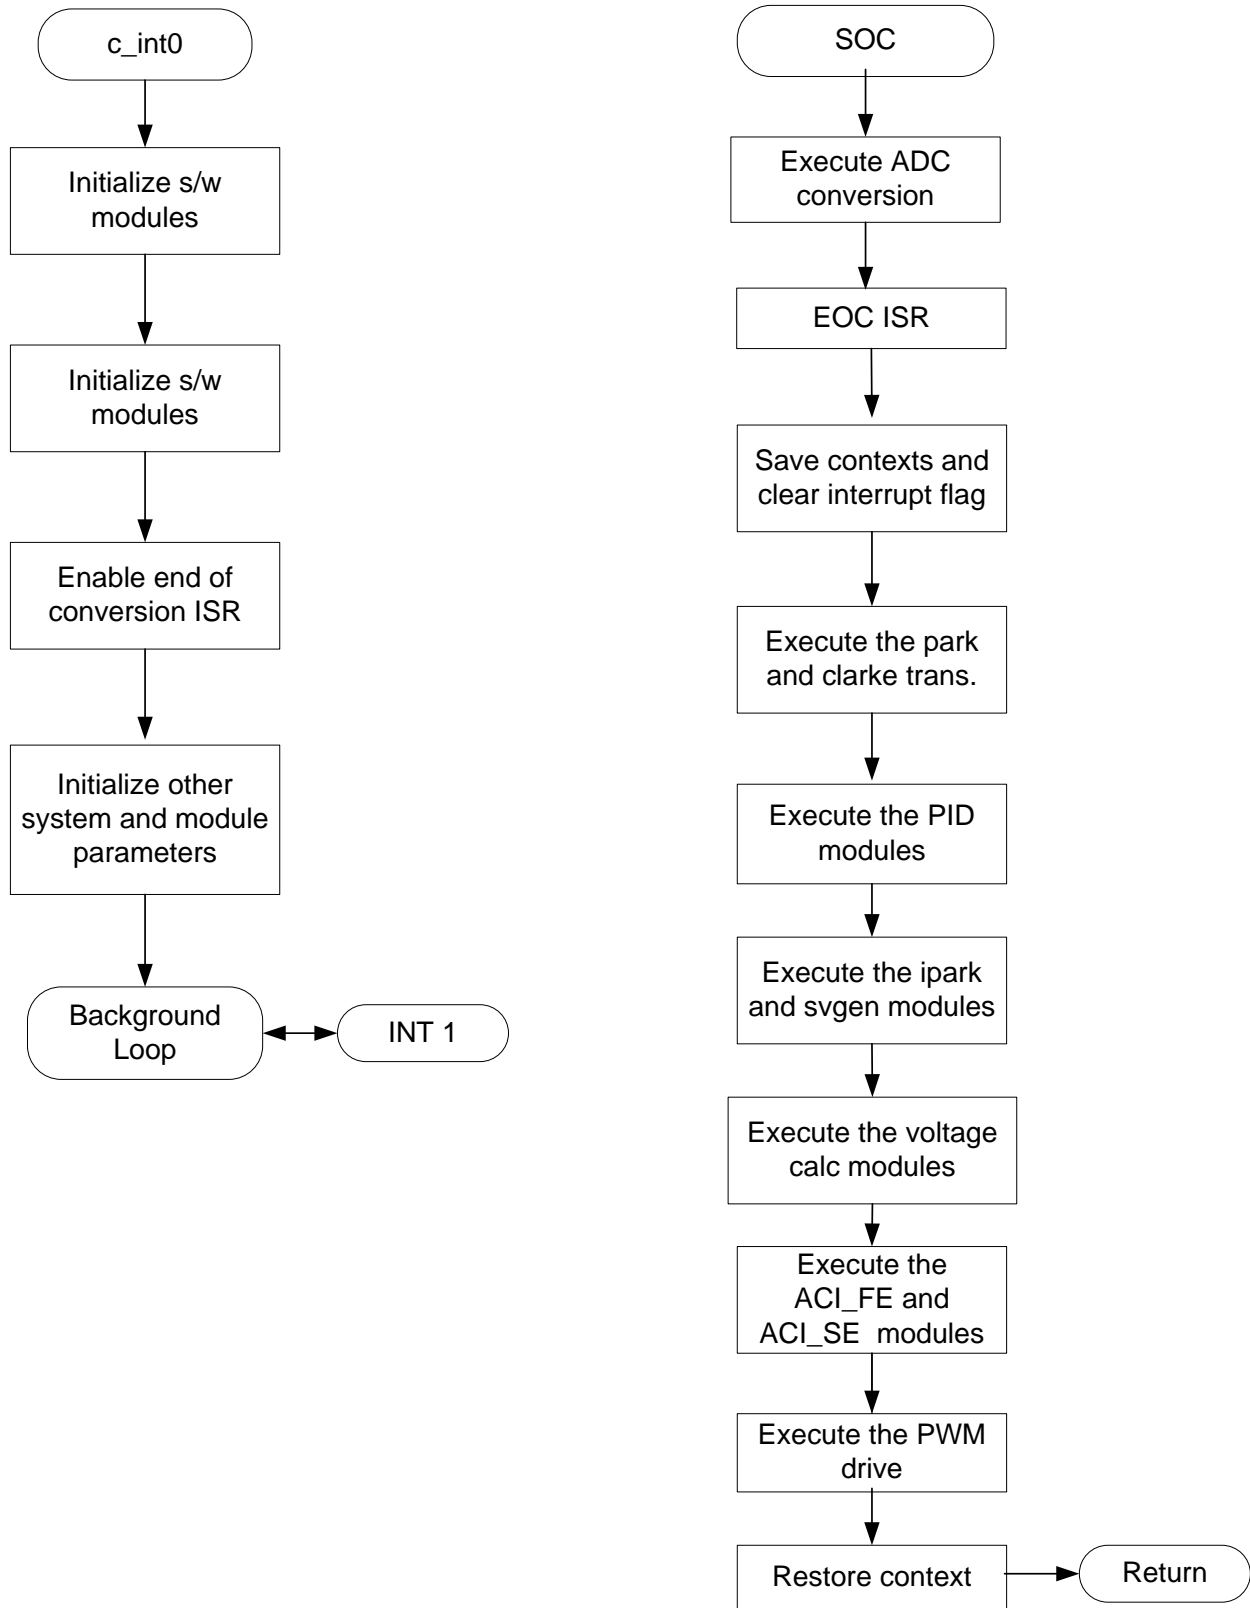 c_int0
Initialize s/w
modules
Initialize s/w
modules
Enable end of
conversion ISR
Initialize other
system and module
parameters
Background
Loop
INT 1
SOC
Execute ADC
conversion
EOC ISR
Save contexts and
clear interrupt flag
Execute the park
and clarke trans.
Execute the PID
modules
Execute the ipark
and svgen modules
Execute the voltage
calc modules
Execute the
ACI_FE and
ACI_SE  modules
Execute the PWM
drive
Restore context
Return